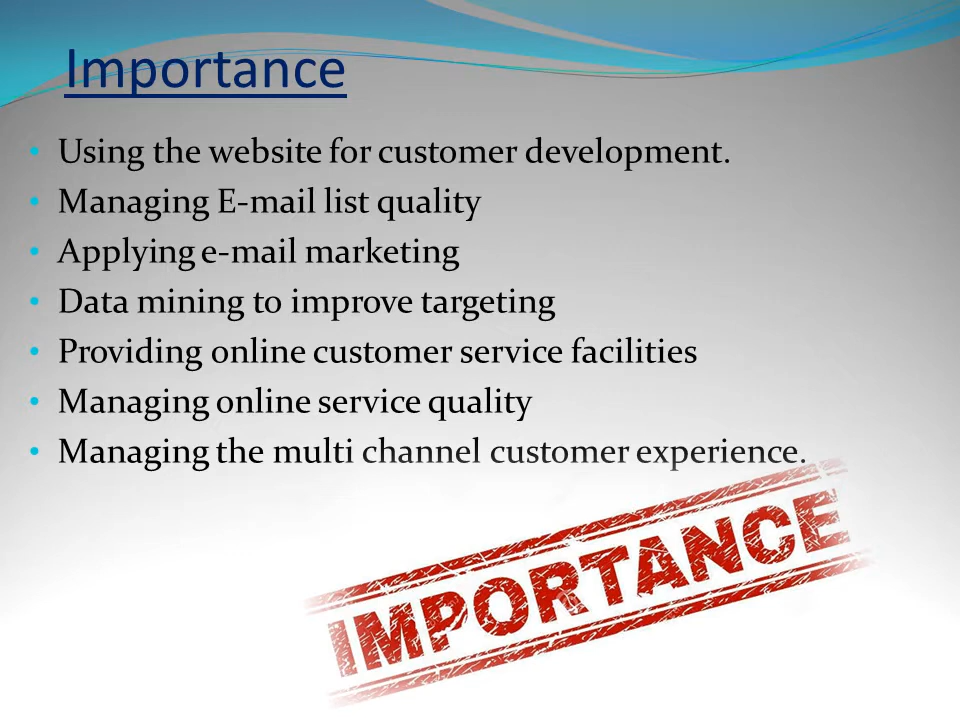 Importance
• Using the website for customer development.
• Managing E-mail list quality
• Applying e-mail marketing
• Data mining to improve targeting
• Providing online customer service facilities
• Managing online service quality
• Managing the multi channel customer experience.
IMPORTANCE